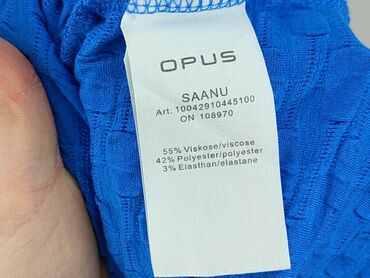 OPUS
SAANU
Art: 10042910445100
ON 108970
55% Viskose/viscose
42% Polyester/polyester
3% Elasthan/elastane